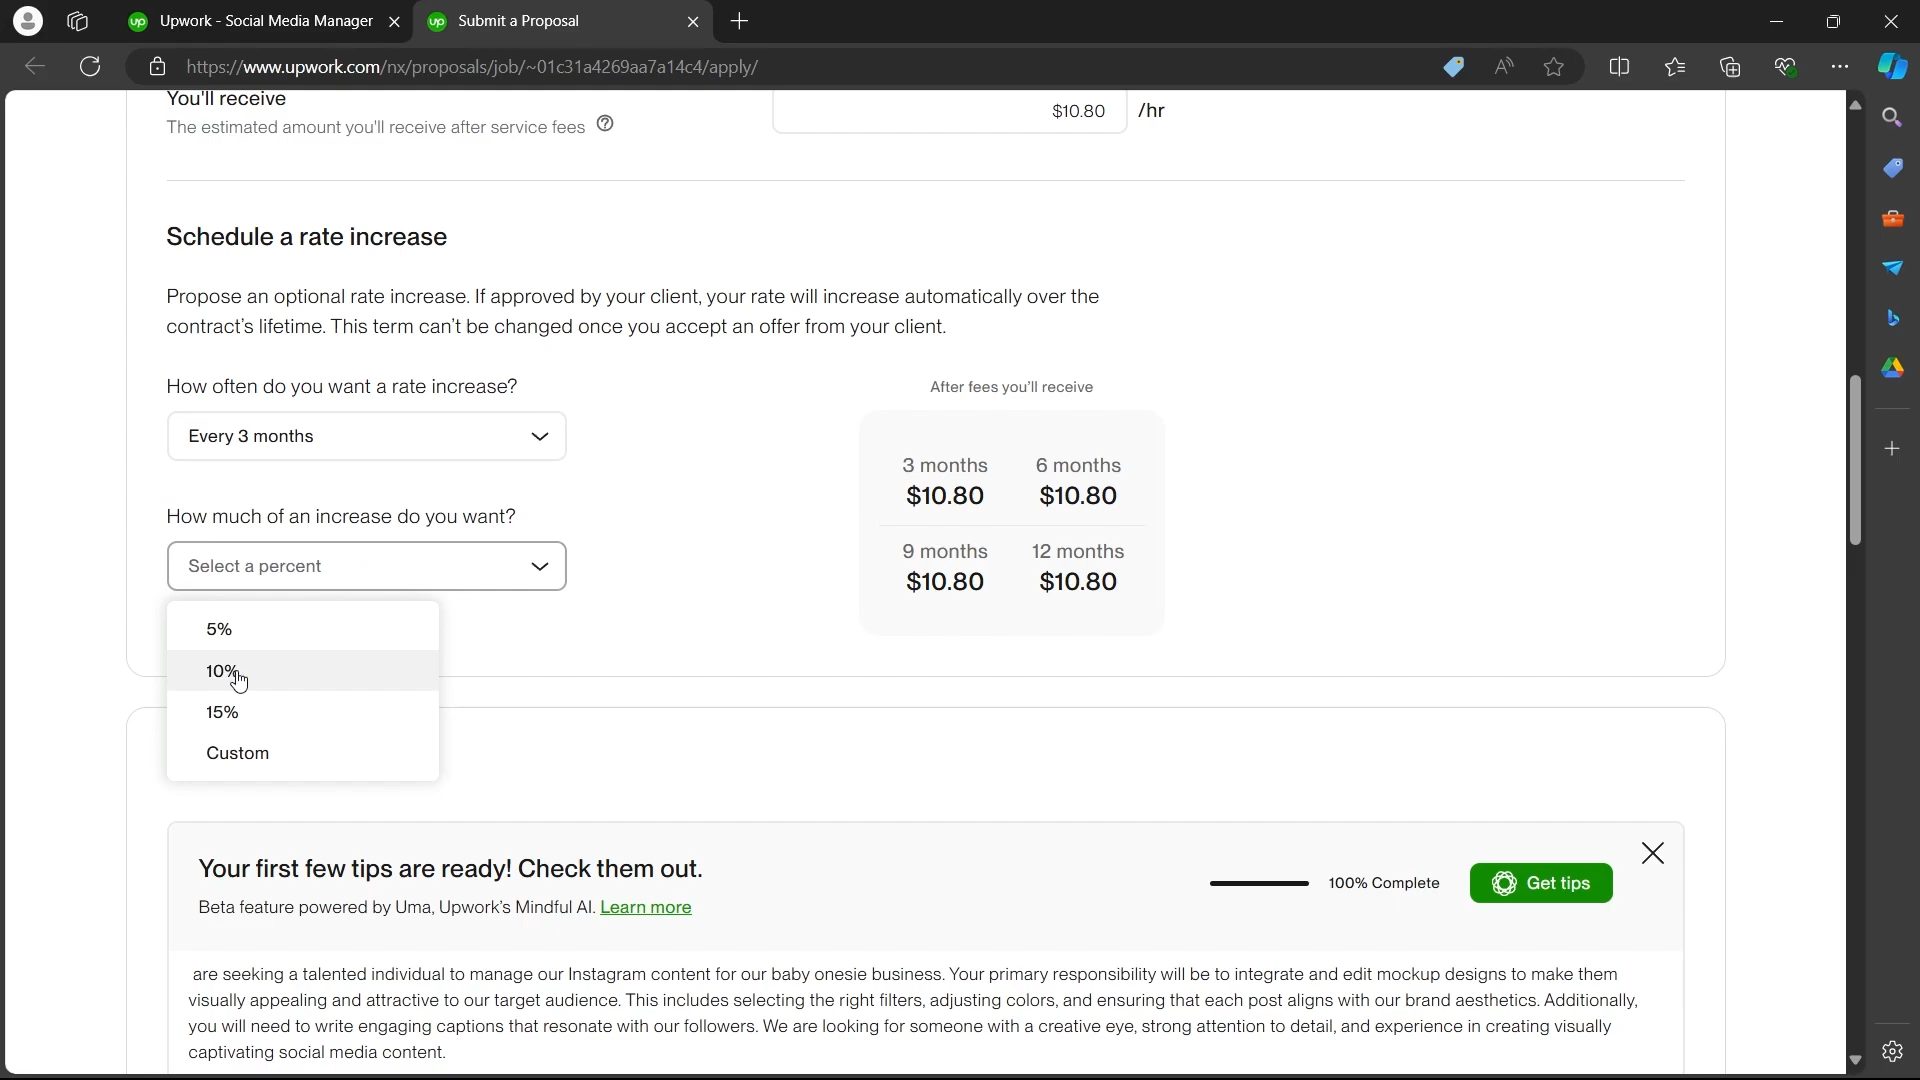 Upwork - Social Media Manager
Submit a Proposal
https://www.upwork.com/nx/proposals/job/~01c31a4269aa7a14c4/apply/
You'll receive
$10.80 /hr
The estimated amount you'll receive after service fees
Schedule a rate increase
Propose an optional rate increase. If approved by your client, your rate will increase automatically over the
contract's lifetime. This term can't be changed once you accept an offer from your client.
How often do you want a rate increase?
Every 3 months
How much of an increase do you want?
Select a percent
5%
10%
15%
Custom
After fees you'll receive
3 months 6 months
$10.80 $10.80
9 months 12 months
$10.80 $10.80
Your first few tips are ready! Check them out.
Beta feature powered by Uma, Upwork's Mindful AI. Learn more
100% Complete
Get tips
are seeking a talented individual to manage our Instagram content for our baby onesie business. Your primary responsibility will be to integrate and edit mockup designs to make them
visually appealing and attractive to our target audience. This includes selecting the right filters, adjusting colors, and ensuring that each post aligns with our brand aesthetics. Additionally,
you will need to write engaging captions that resonate with our followers. We are looking for someone with a creative eye, strong attention to detail, and experience in creating visually
captivating social media content.